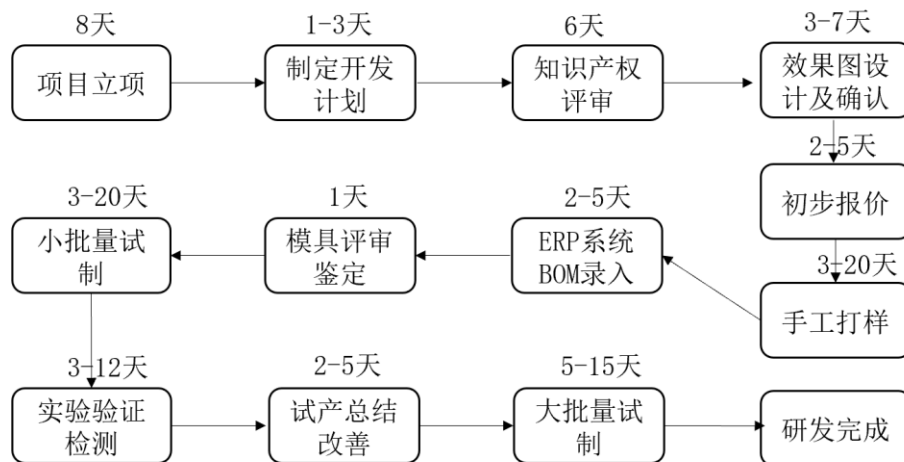 8天
项目立项
1-3天
制定开发
计划
6天
知识产权
评审
3-7天
效果图设
计及确认
2-5天
初步报价
3-20天
手工打样
2-5天
ERP系统
BOM录入
1天
模具评审
鉴定
3-20天
小批量试
制
3-12天
实验验证
检测
2-5天
试产总结
改善
5-15天
大批量试
制
研发完成